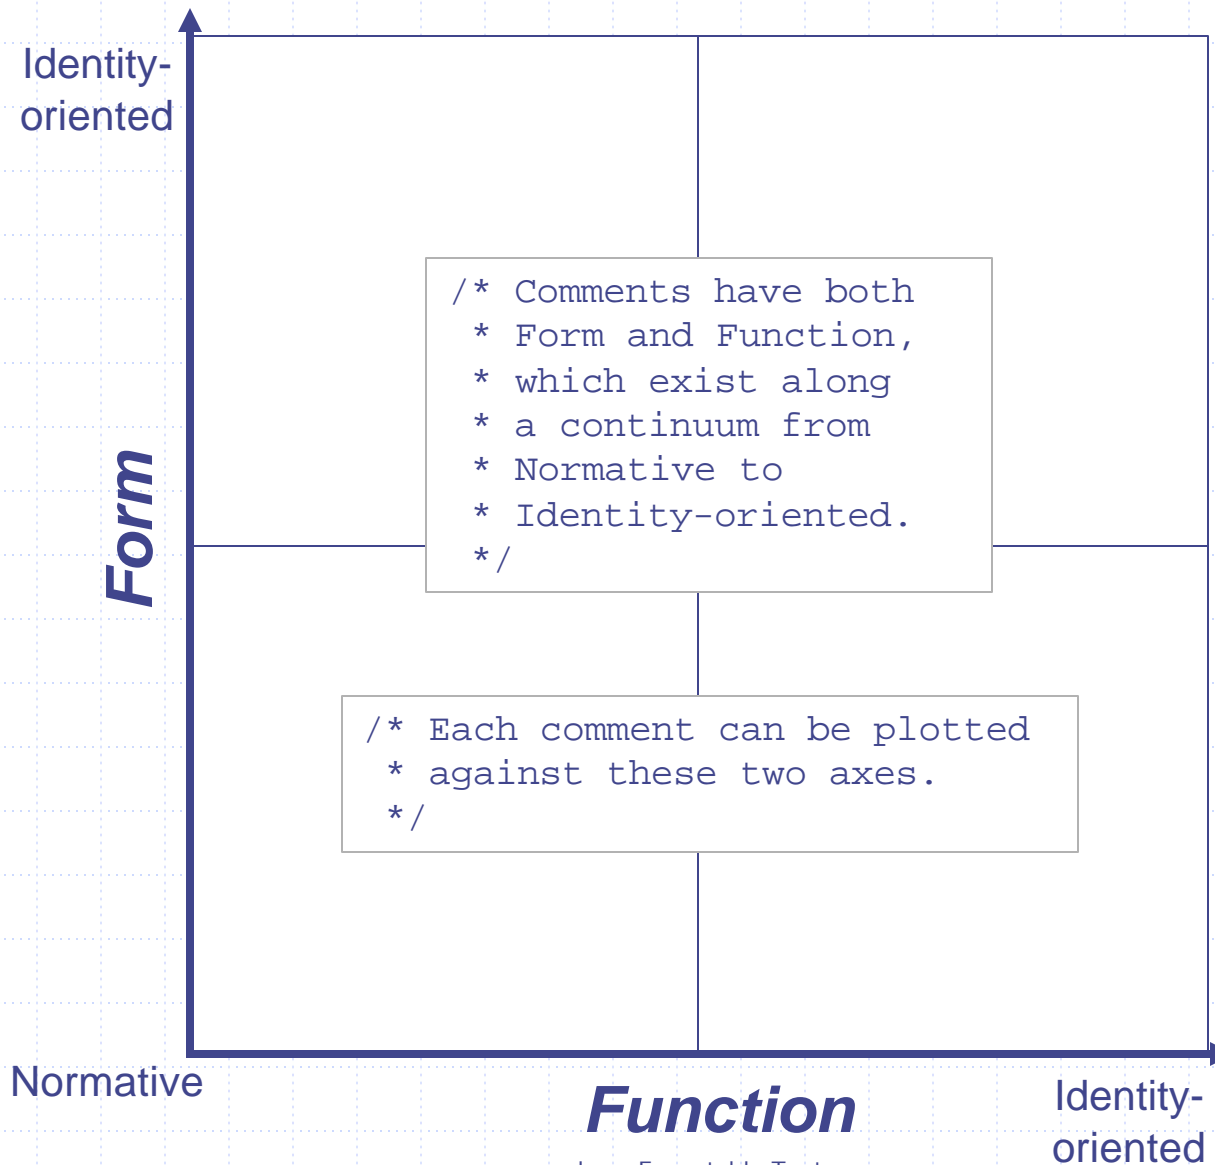 Identity-
oriented
/* Comments have both
* Form and Function,
* which exist along
* a continuum from
* Normative to
* Identity-oriented.
*/
Form
/* Each comment can be plotted
* against these two axes.
*/
Normative
Function
Identity-
oriented